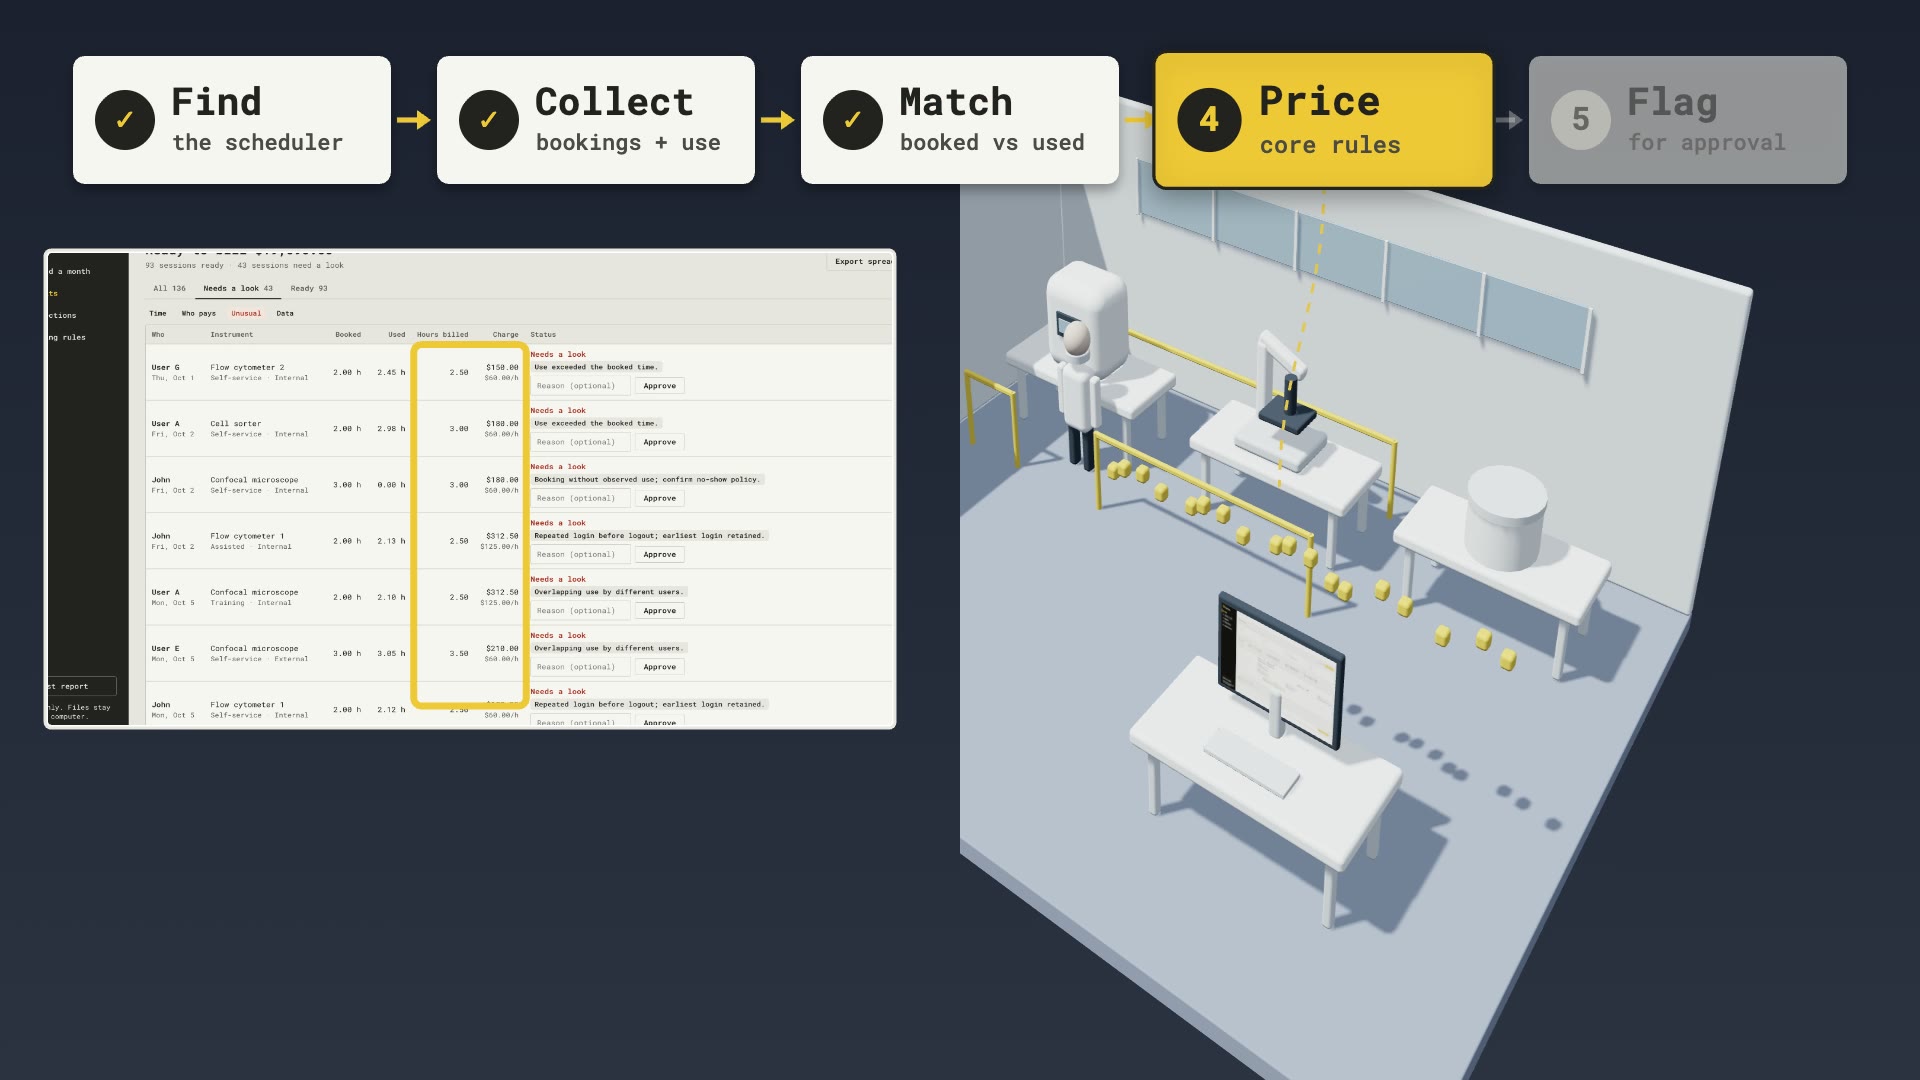 ✓ Find
the scheduler
✓ Collect
bookings + use
✓ Match
booked vs used
4 Price
core rules
5 Flag
for approval
93 sessions ready · 43 sessions need a look
Export sprea
d a month
ts
ctions
ng rules
All 136 Needs a look 43 Ready 93
Time Who pays Unusual Data
Who Instrument Booked Used Hours billed Charge Status
Needs a look
User G Flow cytometer 2 2.00 h 2.45 h 2.50 $150.00 Use exceeded the booked time.
Thu, Oct 1 Self-service · Internal $60.00/h Reason (optional) Approve
Needs a look
User A Cell sorter 2.00 h 2.98 h 3.00 $180.00 Use exceeded the booked time.
Fri, Oct 2 Self-service · Internal $60.00/h Reason (optional) Approve
Needs a look
John Confocal microscope 3.00 h 0.00 h 3.00 $180.00 Booking without observed use; confirm no-show policy.
Fri, Oct 2 Self-service · Internal $60.00/h Reason (optional) Approve
Needs a look
John Flow cytometer 1 2.00 h 2.13 h 2.50 $312.50 Repeated login before logout; earliest login retained.
Fri, Oct 2 Assisted · Internal $125.00/h Reason (optional) Approve
Needs a look
User A Confocal microscope 2.00 h 2.10 h 2.50 $312.50 Overlapping use by different users.
Mon, Oct 5 Training · Internal $125.00/h Reason (optional) Approve
Needs a look
User E Confocal microscope 3.00 h 3.05 h 3.50 $210.00 Overlapping use by different users.
Mon, Oct 5 Self-service · External $60.00/h Reason (optional) Approve
Needs a look
John Flow cytometer 1 2.00 h 2.12 h 2.50 Repeated login before logout; earliest login retained.
Mon, Oct 5 Self-service · Internal $60.00/h Reason (optional) Approve
st report
nly. Files stay
computer.